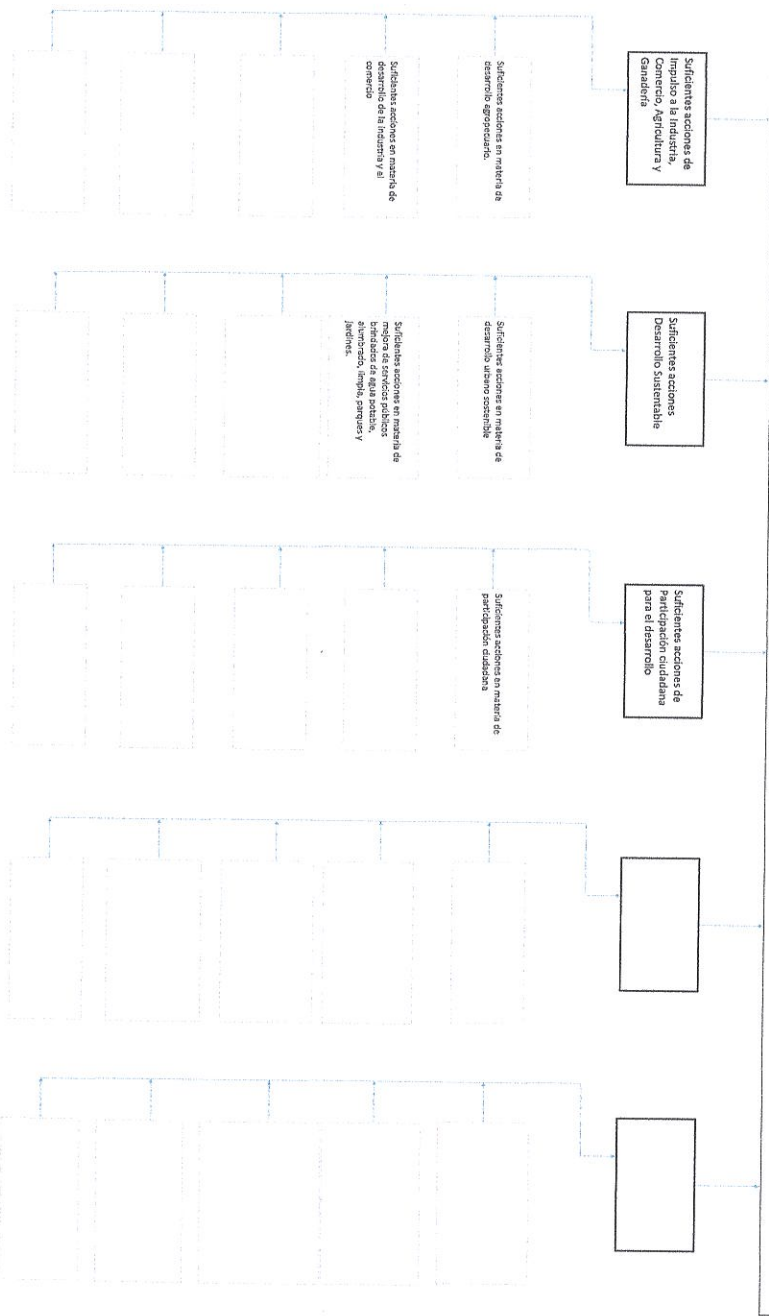 Suficientes acciones de
Impulso a la Industria,
Comercio, Agricultura y
Ganadería
Suficientes acciones en materia de
desarrollo agropecuario.
Suficientes acciones en materia de
desarrollo de la industria y el
comercio
Suficientes acciones
Desarrollo Sustentable
Suficientes acciones en materia de
desarrollo urbano sostenible
Suficientes acciones en materia de
mejora de servicios públicos
brindados de agua potable,
alumbrado, limpia, parques y
jardines.
Suficientes acciones de
Participación ciudadana
para el desarrollo
Suficientes acciones en materia de
participación ciudadana